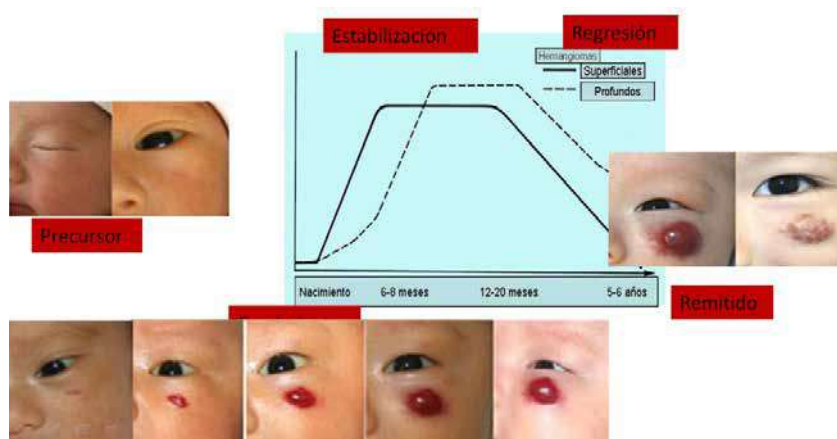 Estabilización
Regresión
Hemangiomas
Superficiales
Profundos
Precursor
Nacimiento
6-8 meses
12-20 meses
5-6 años
Remitido